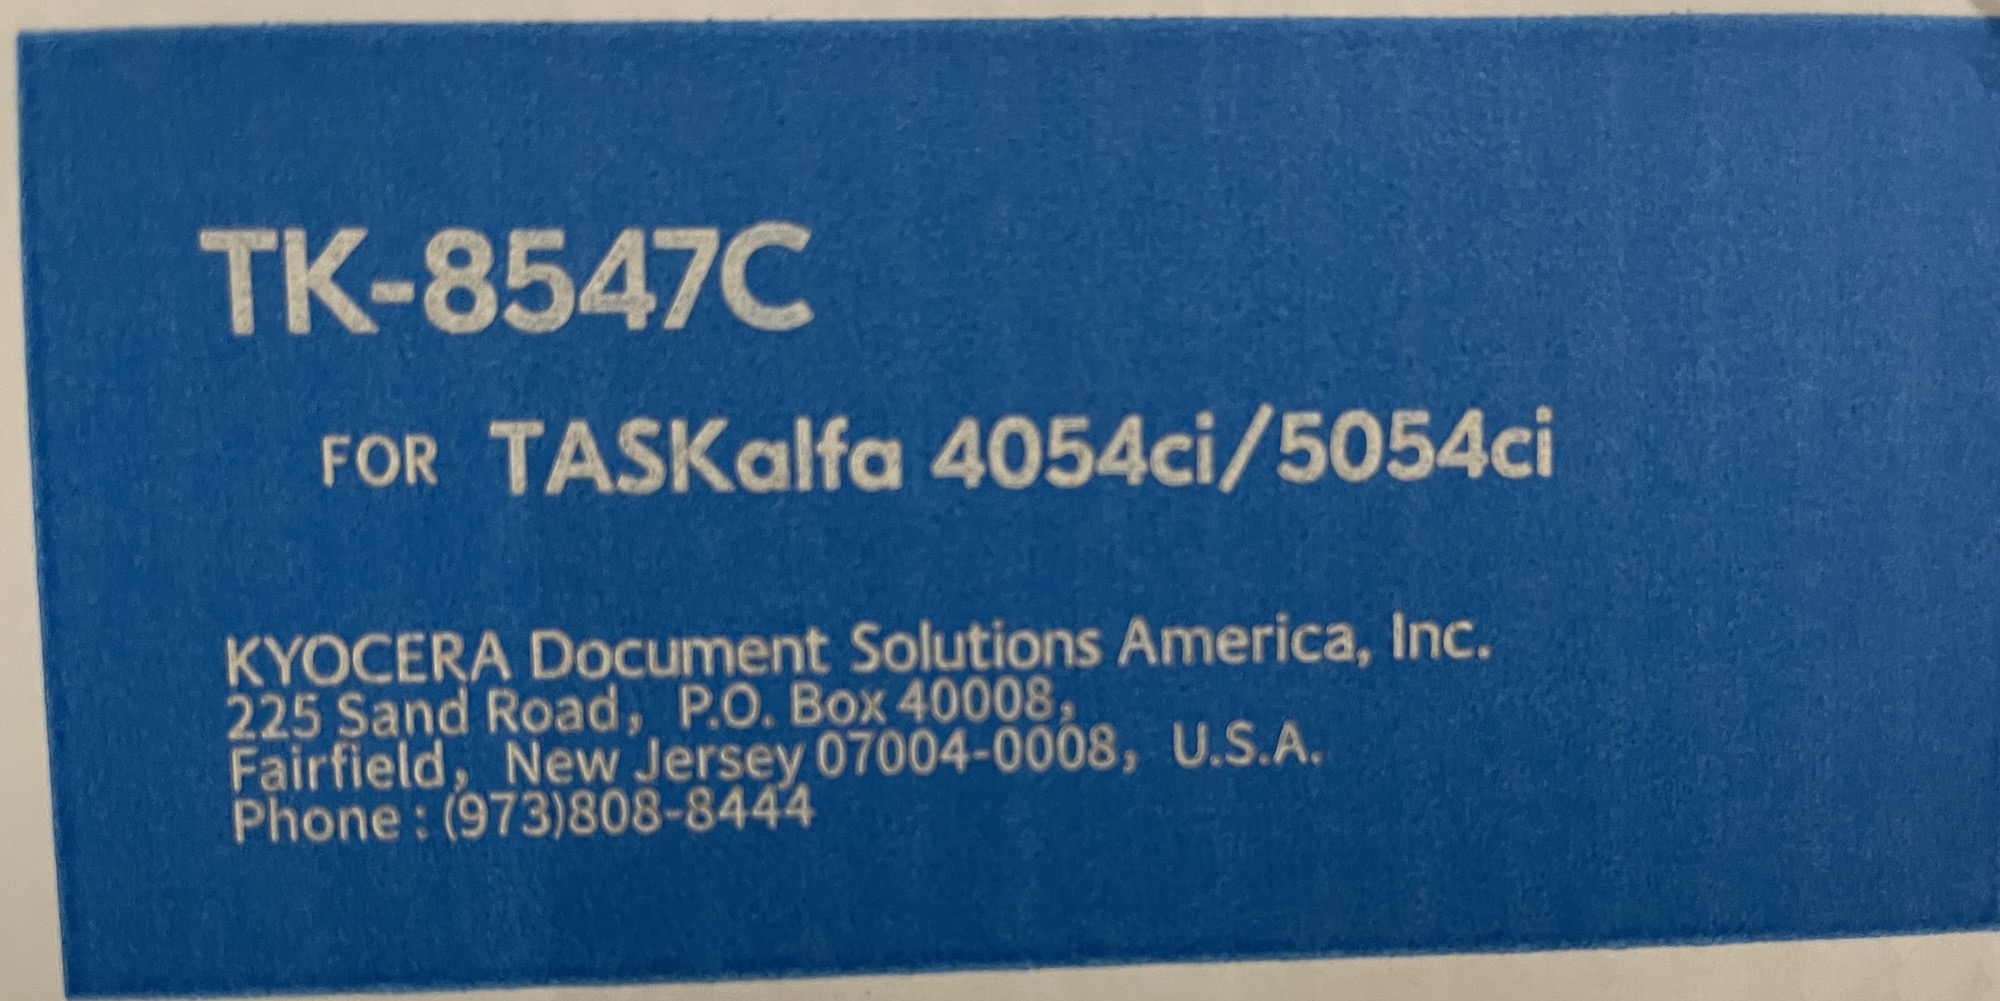 TK-8547C
FOR TASKalfa 4054ci/5054ci
KYOCERA Document Solutions America, Inc.
225 Sand Road, P.O. Box 40008,
Fairfield, New Jersey 07004-0008, U.S.A.
Phone : (973)808-8444